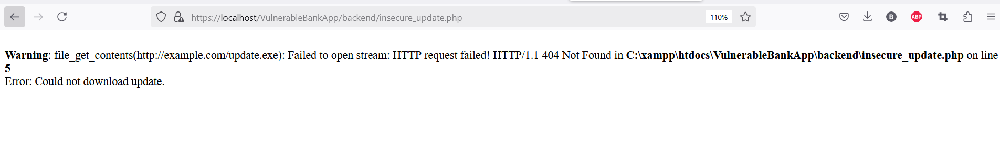 https://localhost/VulnerableBankApp/backend/insecure_update.php
110%
B
ABP
Warning: file_get_contents(http://example.com/update.exe): Failed to open stream: HTTP request failed! HTTP/1.1 404 Not Found in C:\xampp\htdocs\VulnerableBankApp\backend\insecure_update.php on line
5
Error: Could not download update.